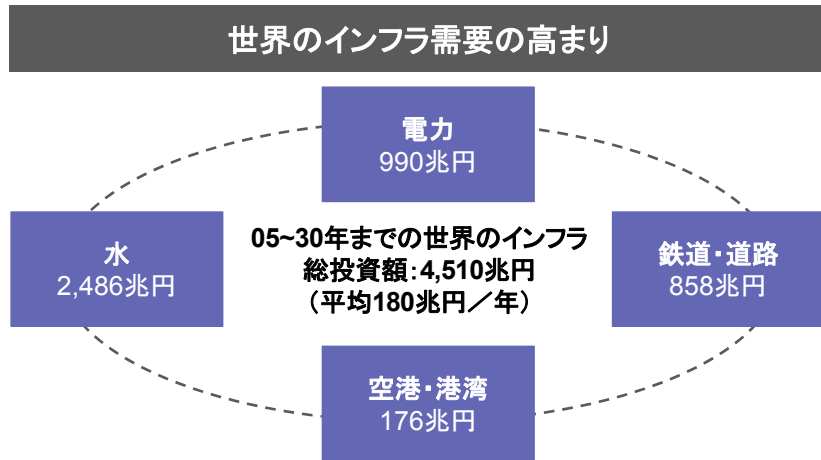 世界のインフラ需要の高まり
電力
990兆円
水
2,486兆円
05~30年までの世界のインフラ
総投資額：4,510兆円
（平均180兆円／年）
鉄道・道路
858兆円
空港・港湾
176兆円